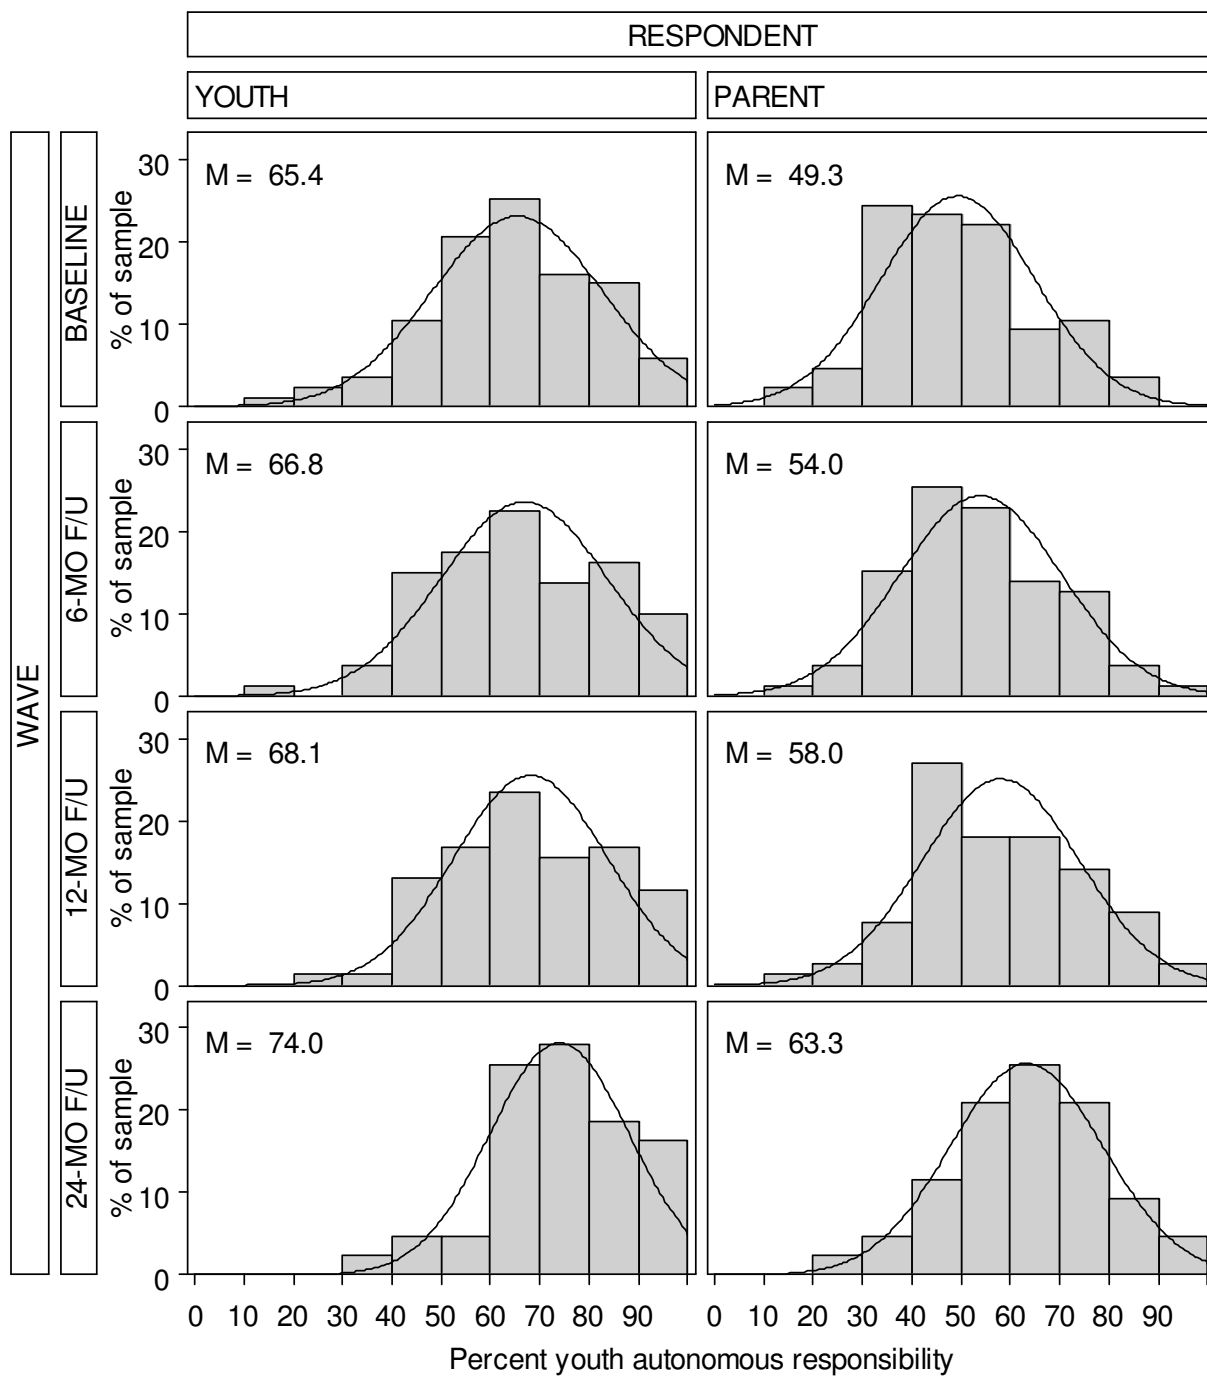 RESPONDENT
YOUTH
PARENT
WAVE
BASELINE
% of sample
30
20
10
0
M = 65.4
M = 49.3
6-MO F/U
% of sample
30
20
10
0
M = 66.8
M = 54.0
12-MO F/U
% of sample
30
20
10
0
M = 68.1
M = 58.0
24-MO F/U
% of sample
30
20
10
0
M = 74.0
M = 63.3
0 10 20 30 40 50 60 70 80 90
0 10 20 30 40 50 60 70 80 90
Percent youth autonomous responsibility